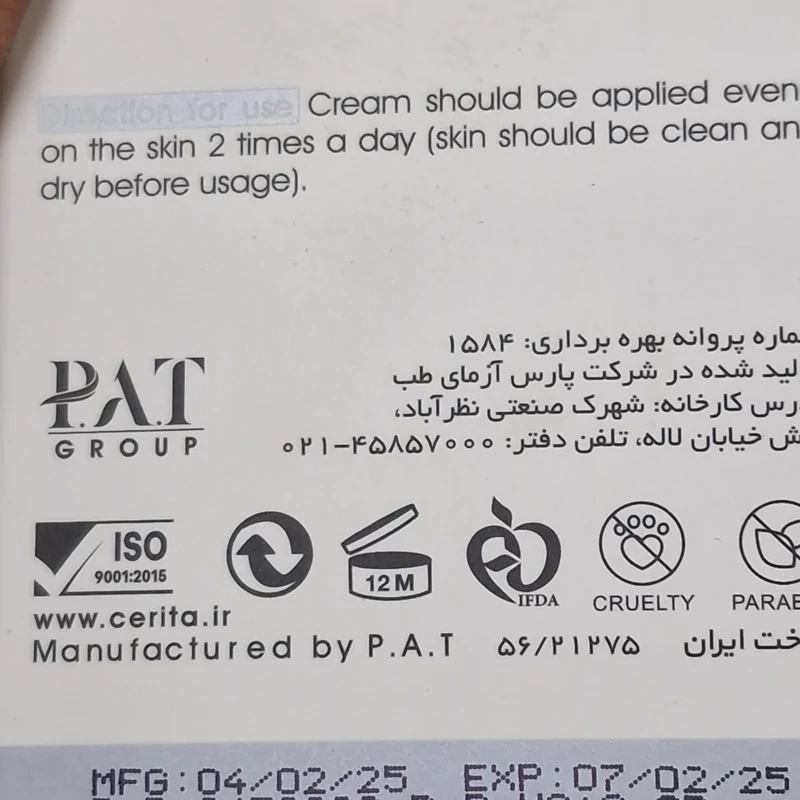 Direction for use Cream should be applied even
on the skin 2 times a day (skin should be clean an
dry before usage).
ماره پروانه بهره برداری: ۱۵۸۴
لید شده در شرکت پارس آزمای طب
رس کارخانه: شهرک صنعتی نظرآباد،
ش خیابان لاله، تلفن دفتر: ۴۵۸۵۷۰۰۰-۰۲۱
P.A.T
GROUP
ISO
9001:2015
12 M
IFDA
CRUELTY
PARAB
www.cerita.ir
Manufactured by P.A.T
۵۶/۲۱۲۷۵
خت ایران
MFG:04/02/25 EXP:07/02/25